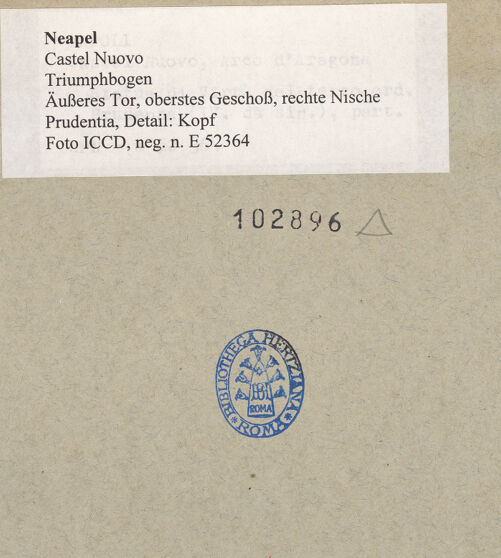 Neapel
Castel Nuovo
Triumphbogen
Äußeres Tor, oberstes Geschoß, rechte Nische
Prudentia, Detail: Kopf
Foto ICCD, neg. n. E 52364
102896
BIBLIOTHECA HERTZIANA
BH
ROMA
* ROMA *